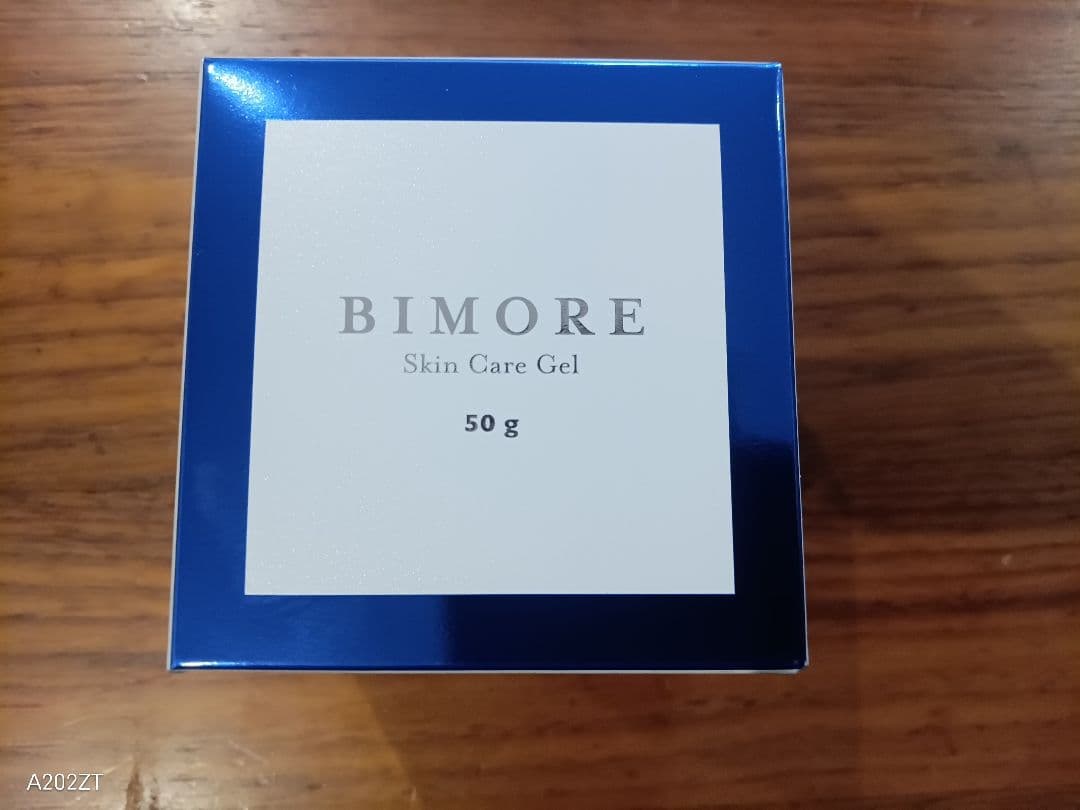 BIMORE
Skin Care Gel
50 g
A202ZT